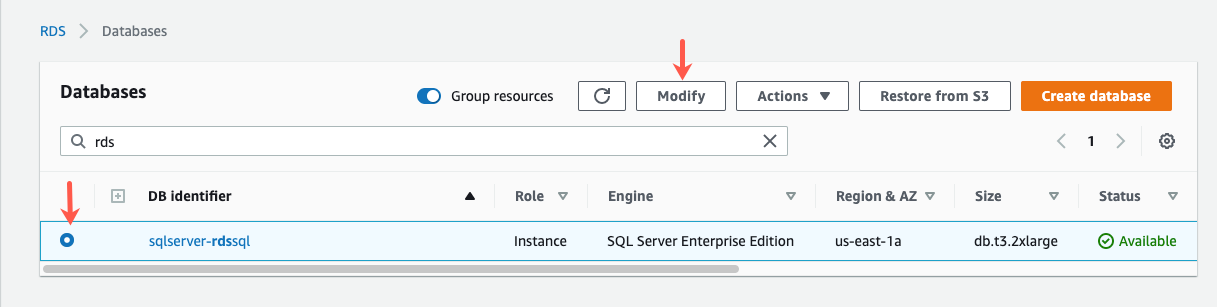 RDS > Databases
Databases Group resources Modify Actions Restore from S3 Create database
rds 1
DB identifier Role Engine Region & AZ Size Status
sqlserver-rdssql Instance SQL Server Enterprise Edition us-east-1a db.t3.2xlarge Available